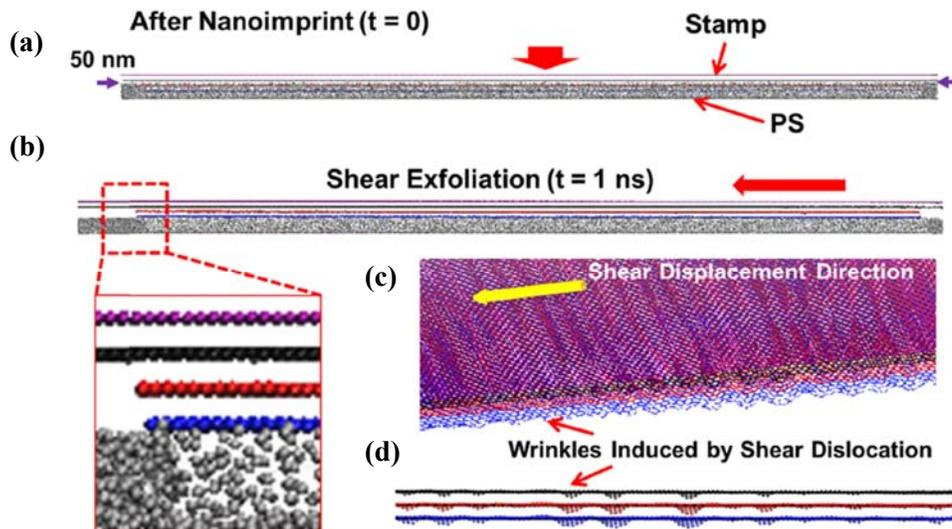 (a)
After Nanoimprint (t = 0)
Stamp
50 nm
PS
(b)
Shear Exfoliation (t = 1 ns)
(c)
Shear Displacement Direction
Wrinkles Induced by Shear Dislocation
(d)